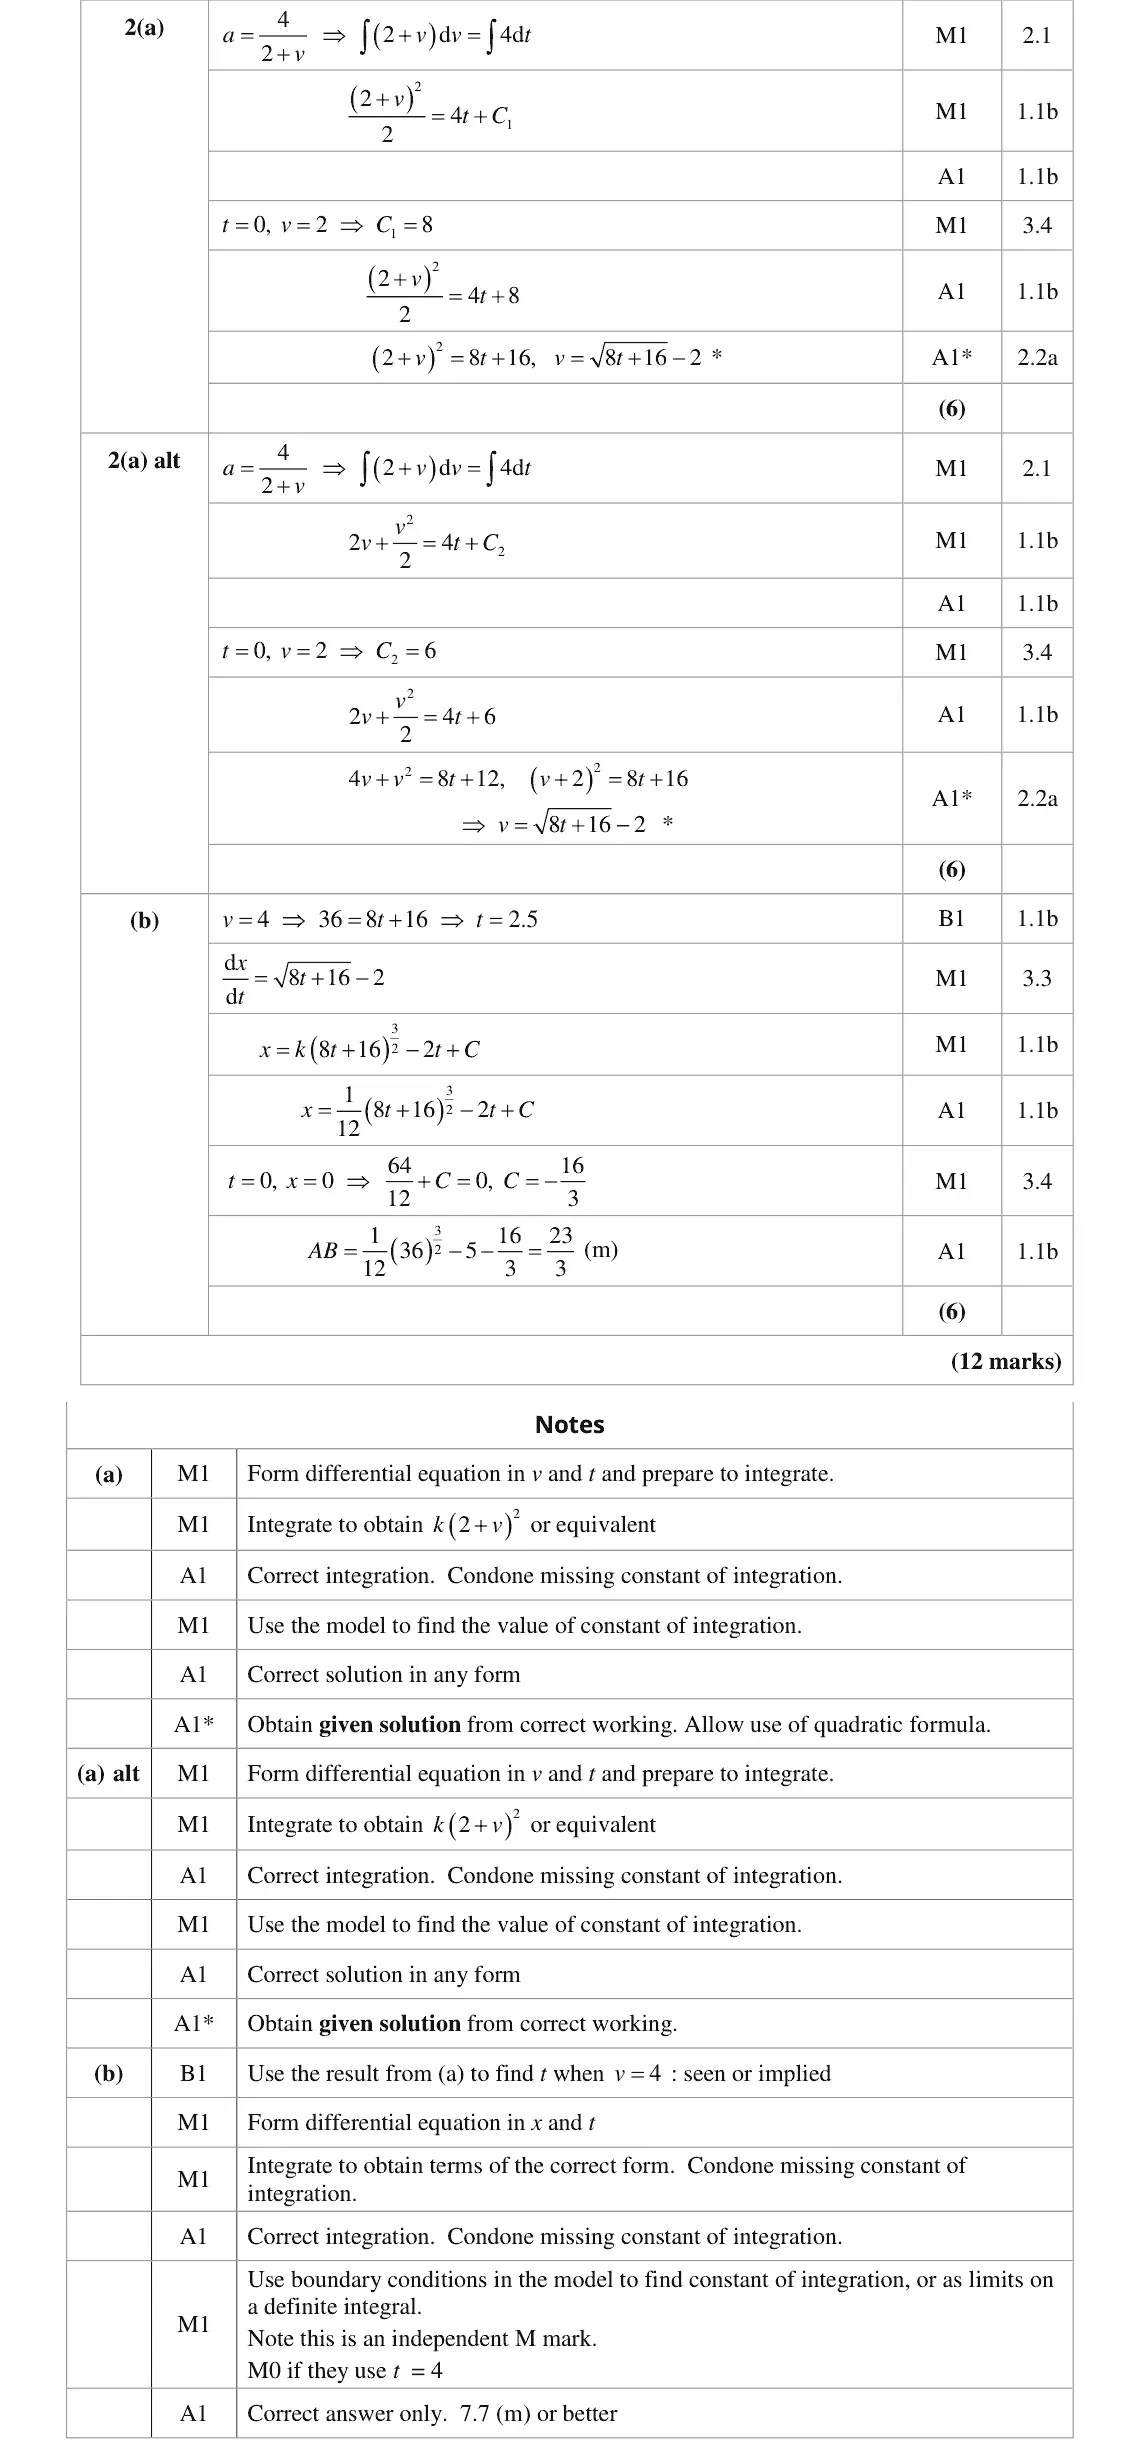 2(a) a = 4/(2 + v) ⇒ ∫(2 + v)dv = ∫4dt M1 2.1
(2 + v)²/2 = 4t + C₁ M1 1.1b
A1 1.1b
t = 0, v = 2 ⇒ C₁ = 8 M1 3.4
(2 + v)²/2 = 4t + 8 A1 1.1b
(2 + v)² = 8t + 16, v = √(8t + 16) − 2 * A1* 2.2a
(6)
2(a) alt a = 4/(2 + v) ⇒ ∫(2 + v)dv = ∫4dt M1 2.1
2v + v²/2 = 4t + C₂ M1 1.1b
A1 1.1b
t = 0, v = 2 ⇒ C₂ = 6 M1 3.4
2v + v²/2 = 4t + 6 A1 1.1b
4v + v² = 8t + 12, (v + 2)² = 8t + 16
⇒ v = √(8t + 16) − 2 * A1* 2.2a
(6)
(b) v = 4 ⇒ 36 = 8t + 16 ⇒ t = 2.5 B1 1.1b
dx/dt = √(8t + 16) − 2 M1 3.3
x = k(8t + 16)^(3/2) − 2t + C M1 1.1b
x = 1/12 (8t + 16)^(3/2) − 2t + C A1 1.1b
t = 0, x = 0 ⇒ 64/12 + C = 0, C = −16/3 M1 3.4
AB = 1/12 (36)^(3/2) − 5 − 16/3 = 23/3 (m) A1 1.1b
(6)
(12 marks)
Notes
(a) M1 Form differential equation in v and t and prepare to integrate.
M1 Integrate to obtain k(2 + v)² or equivalent
A1 Correct integration. Condone missing constant of integration.
M1 Use the model to find the value of constant of integration.
A1 Correct solution in any form
A1* Obtain given solution from correct working. Allow use of quadratic formula.
(a) alt M1 Form differential equation in v and t and prepare to integrate.
M1 Integrate to obtain k(2 + v)² or equivalent
A1 Correct integration. Condone missing constant of integration.
M1 Use the model to find the value of constant of integration.
A1 Correct solution in any form
A1* Obtain given solution from correct working.
(b) B1 Use the result from (a) to find t when v = 4 : seen or implied
M1 Form differential equation in x and t
M1 Integrate to obtain terms of the correct form. Condone missing constant of
integration.
A1 Correct integration. Condone missing constant of integration.
M1 Use boundary conditions in the model to find constant of integration, or as limits on
a definite integral.
Note this is an independent M mark.
M0 if they use t = 4
A1 Correct answer only. 7.7 (m) or better